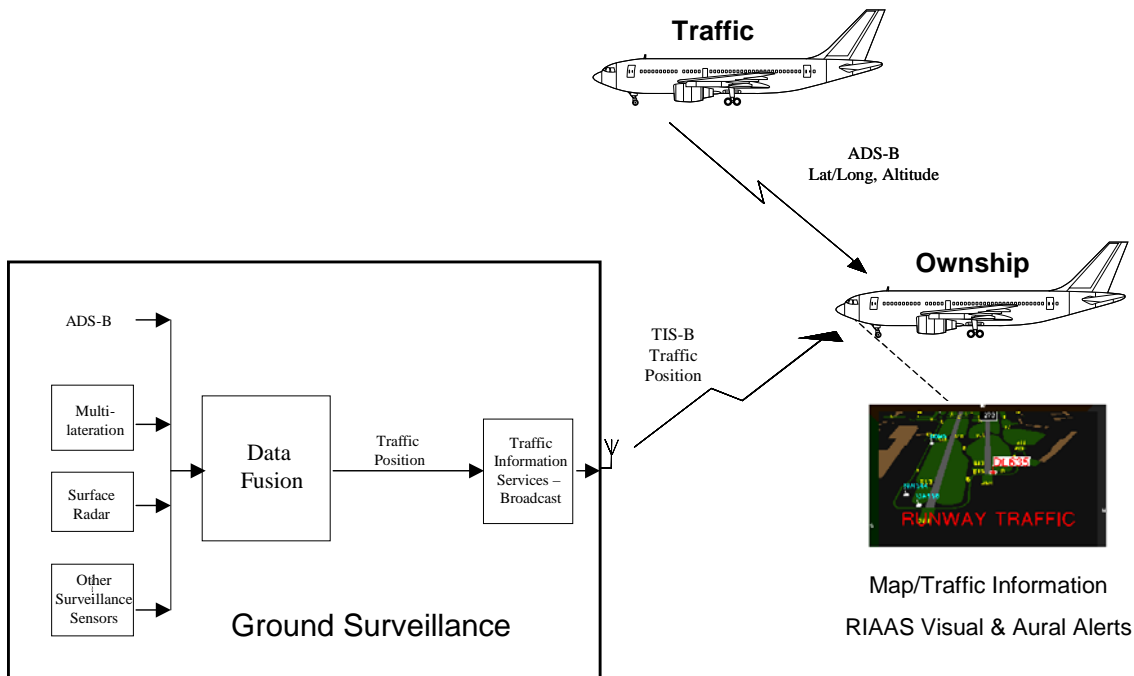 Traffic
ADS-B
Lat/Long, Altitude
Ownship
ADS-B
Multi-
lateration
Surface
Radar
Other
Surveillance
Sensors
Data
Fusion
Traffic
Position
Traffic
Information
Services –
Broadcast
Ground Surveillance
TIS-B
Traffic
Position
DL635
RUNWAY TRAFFIC
Map/Traffic Information
RIAAS Visual & Aural Alerts